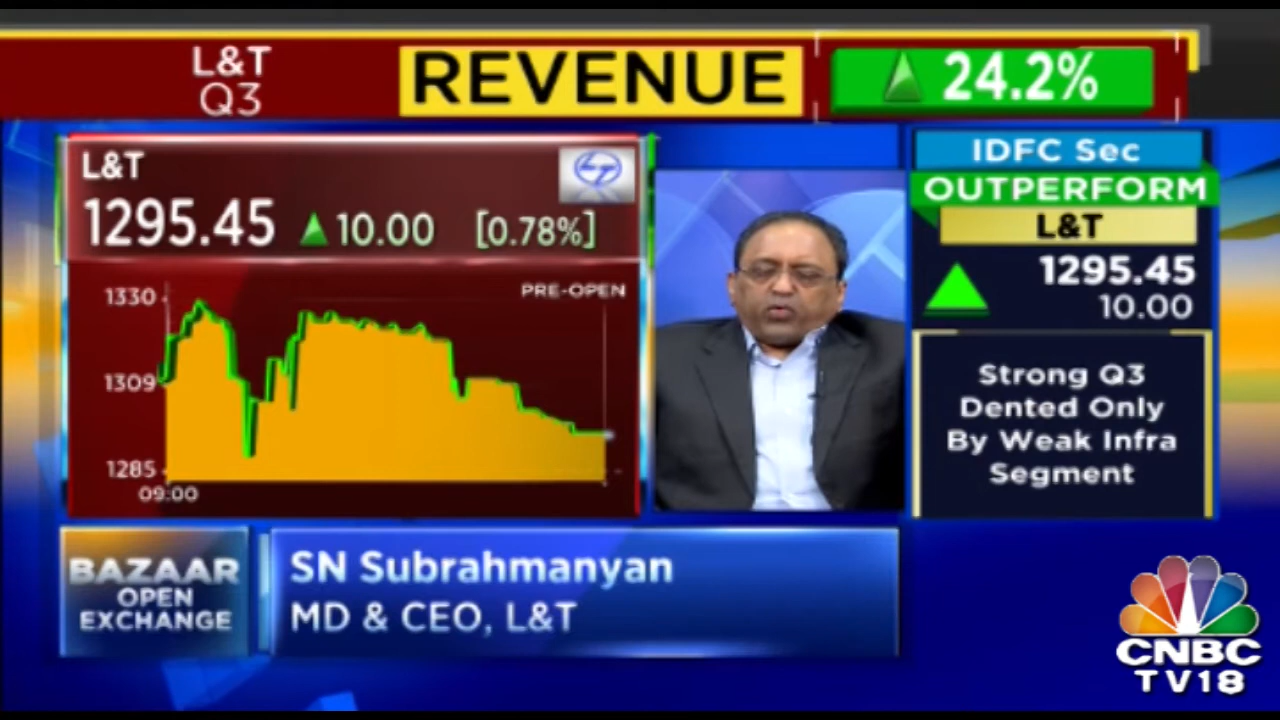 L&T
Q3
REVENUE
24.2%
L&T
1295.45 ▲10.00 [0.78%]
PRE-OPEN
1330
1309
1285
09:00
IDFC Sec
OUTPERFORM
L&T
1295.45
10.00
Strong Q3
Dented Only
By Weak Infra
Segment
BAZAAR
OPEN
EXCHANGE
SN Subrahmanyan
MD & CEO, L&T
CNBC
TV18